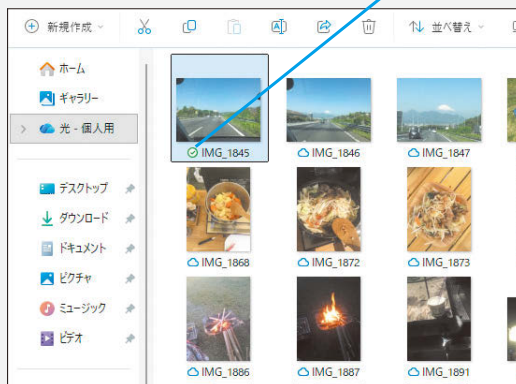 新規作成
並べ替え
ホーム
ギャラリー
光 - 個人用
デスクトップ
ダウンロード
ドキュメント
ピクチャ
ミュージック
ビデオ
IMG_1845 IMG_1846 IMG_1847
IMG_1868 IMG_1872 IMG_1873
IMG_1886 IMG_1887 IMG_1891